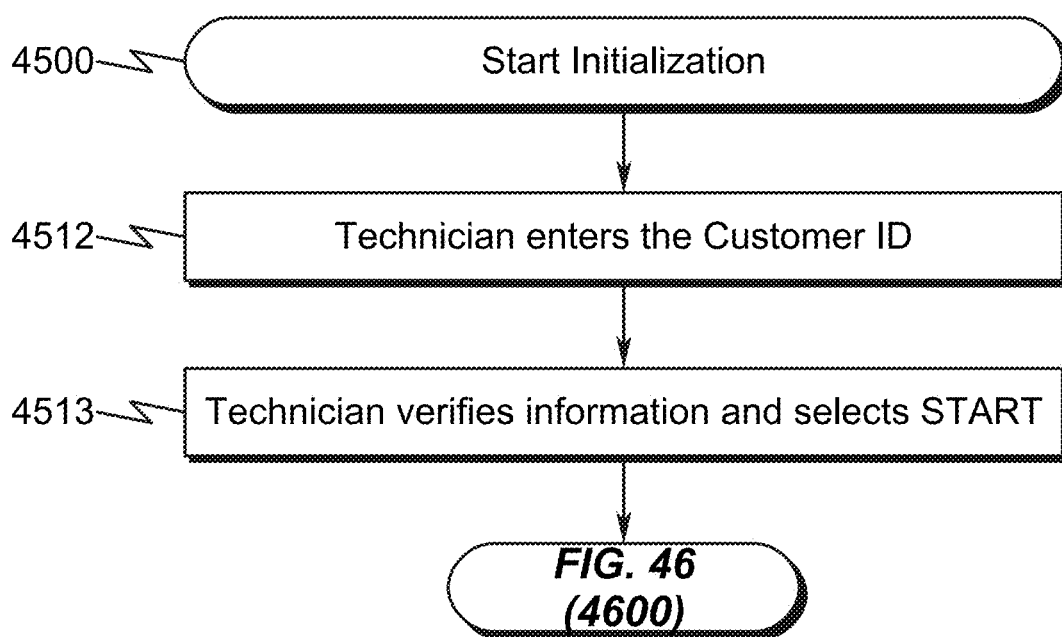 4500 Start Initialization
4512 Technician enters the Customer ID
4513 Technician verifies information and selects START
FIG. 46
(4600)